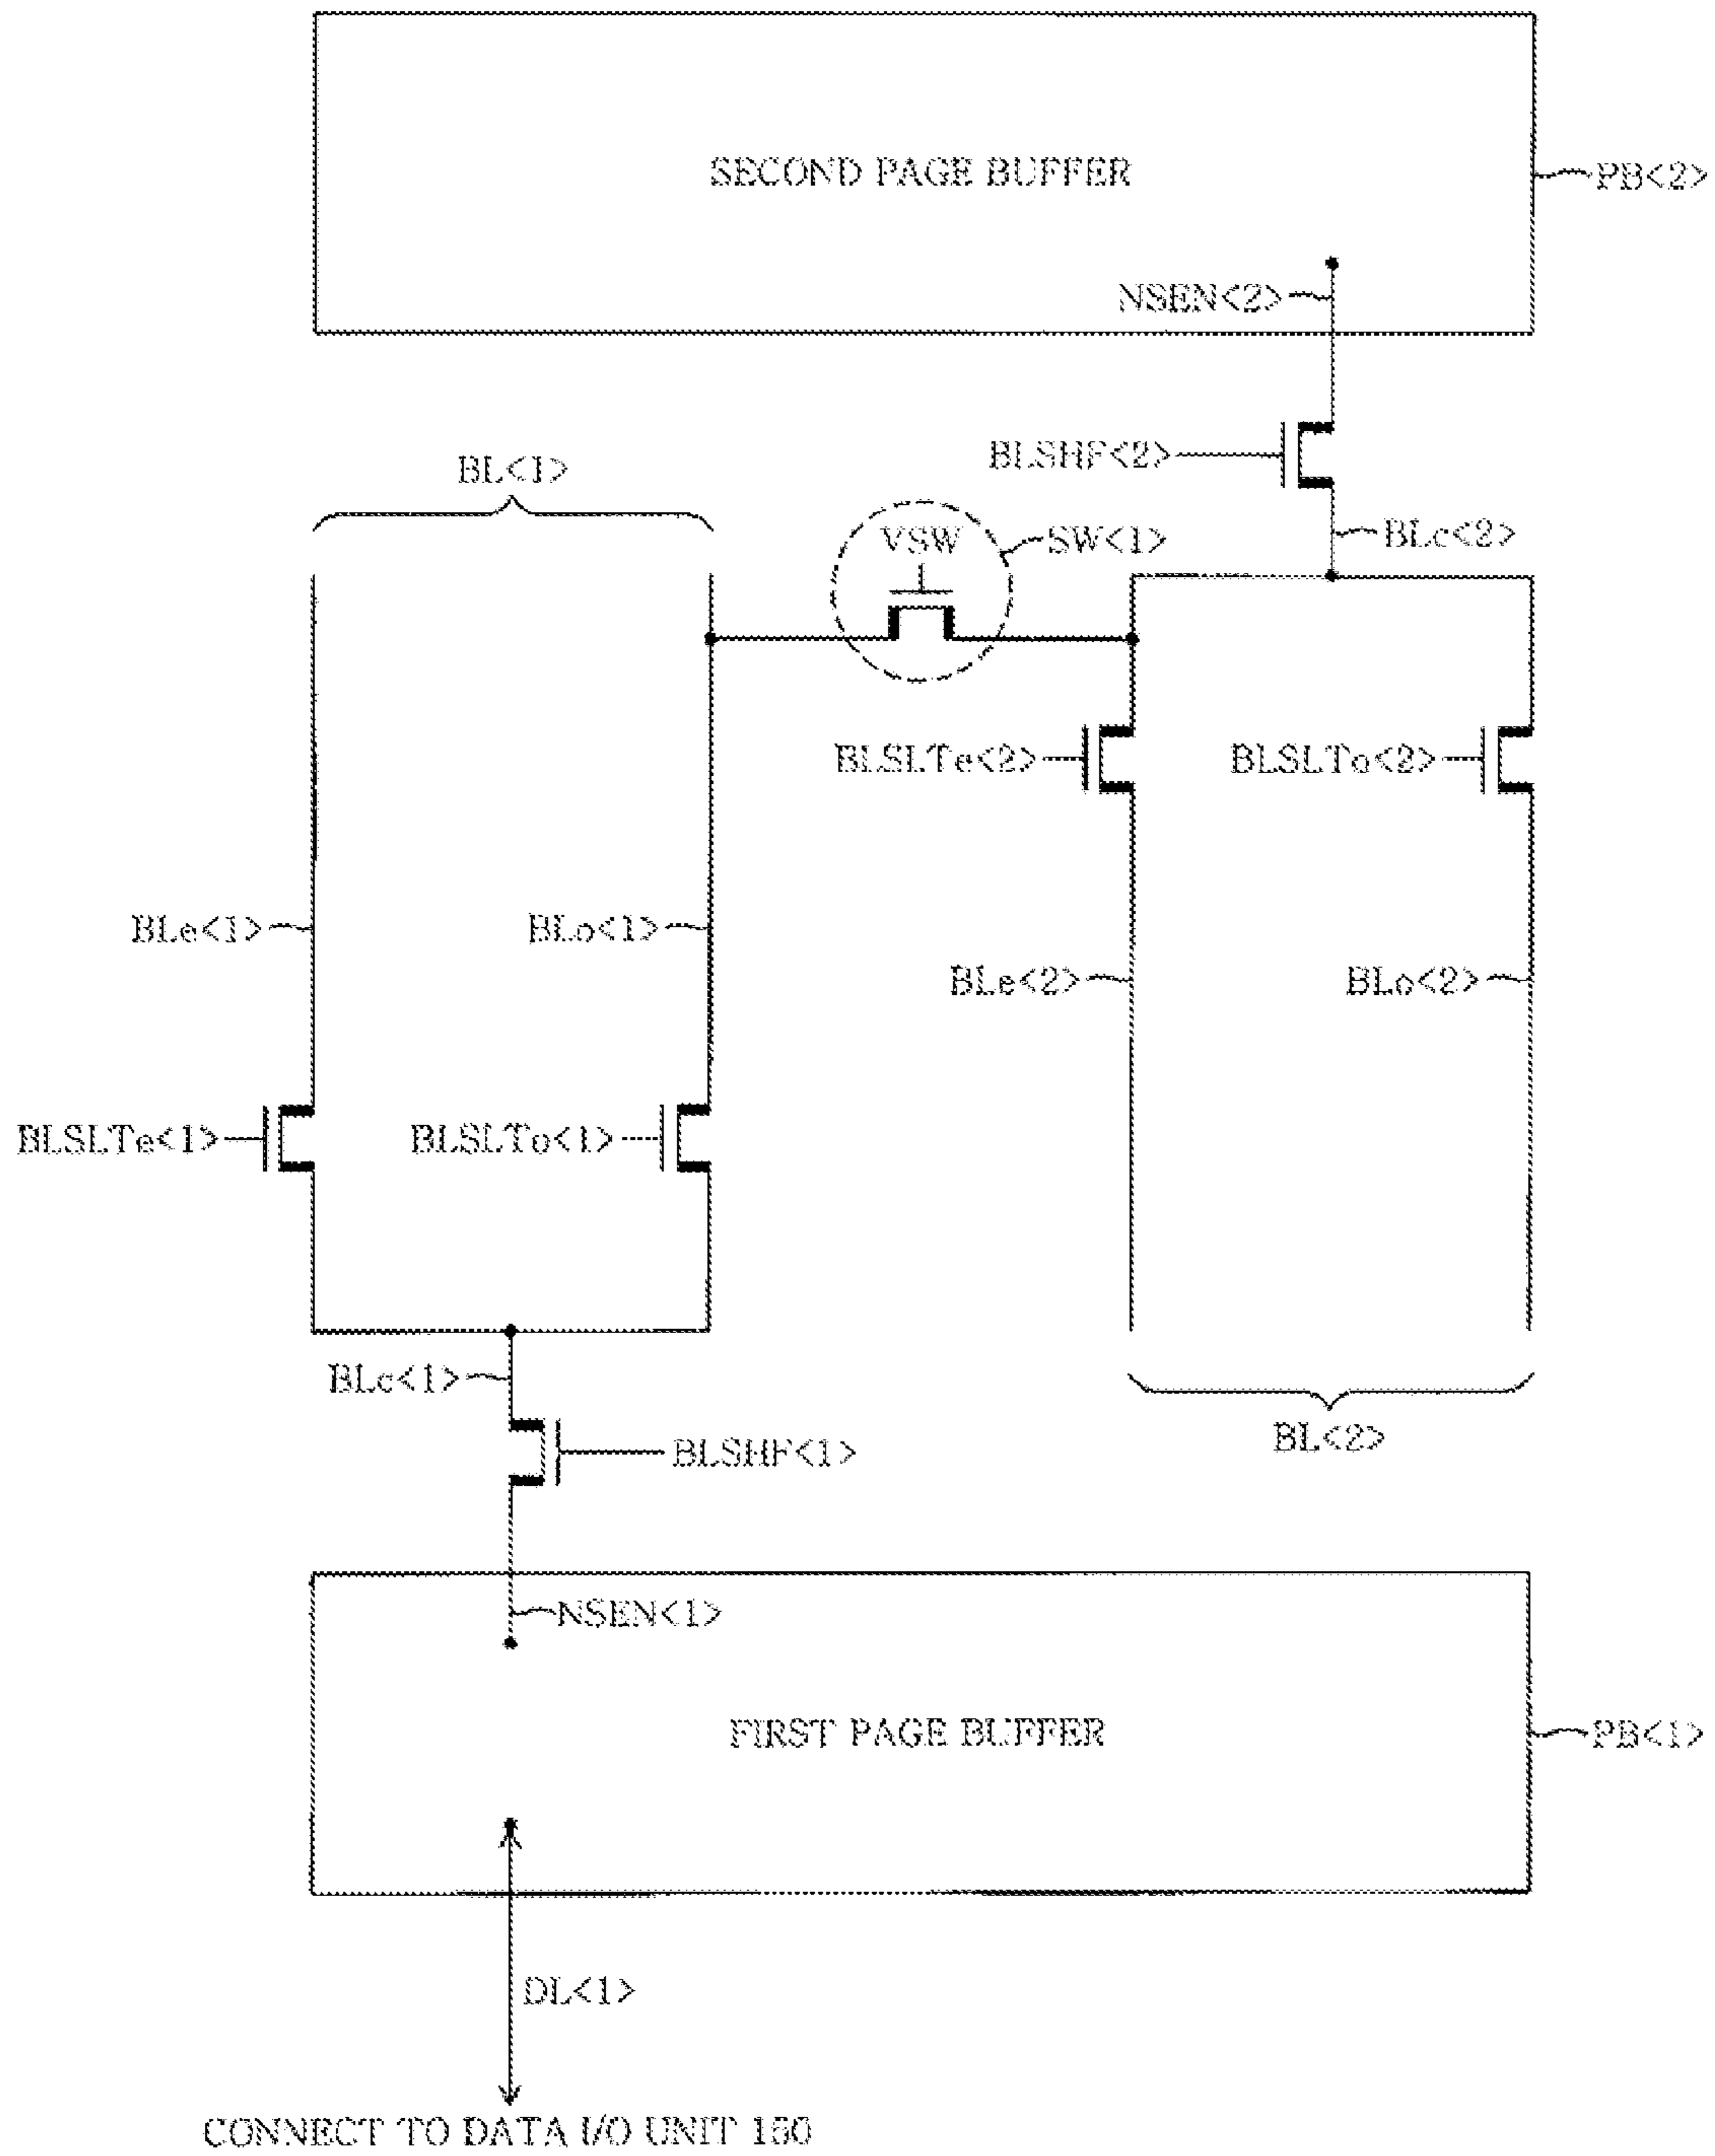 SECOND PAGE BUFFER
PB<2>
NSEN<2>
BLSHF<2>
BL<1>
VSW
SW<1>
BLc<2>
BLSLTe<2>
BLSLTo<2>
BLe<1>
BLo<1>
BLe<2>
BLo<2>
BLSLTe<1>
BLSLTo<1>
BLc<1>
BL<2>
BLSHF<1>
NSEN<1>
FIRST PAGE BUFFER
PB<1>
DL<1>
CONNECT TO DATA I/O UNIT 150